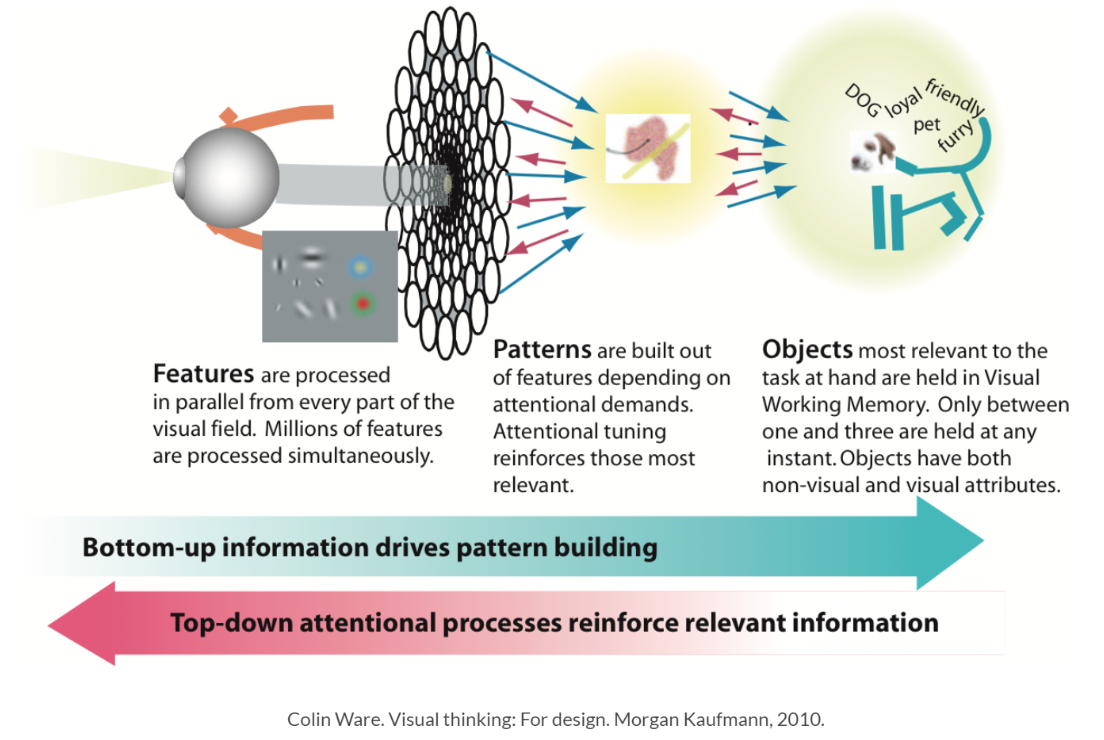 DOG
loyal
friendly
pet
furry
Features are processed
in parallel from every part of the
visual field. Millions of features
are processed simultaneously.
Patterns are built out
of features depending on
attentional demands.
Attentional tuning
reinforces those most
relevant.
Objects most relevant to the
task at hand are held in Visual
Working Memory. Only between
one and three are held at any
instant. Objects have both
non-visual and visual attributes.
Bottom-up information drives pattern building
Top-down attentional processes reinforce relevant information
Colin Ware. Visual thinking: For design. Morgan Kaufmann, 2010.